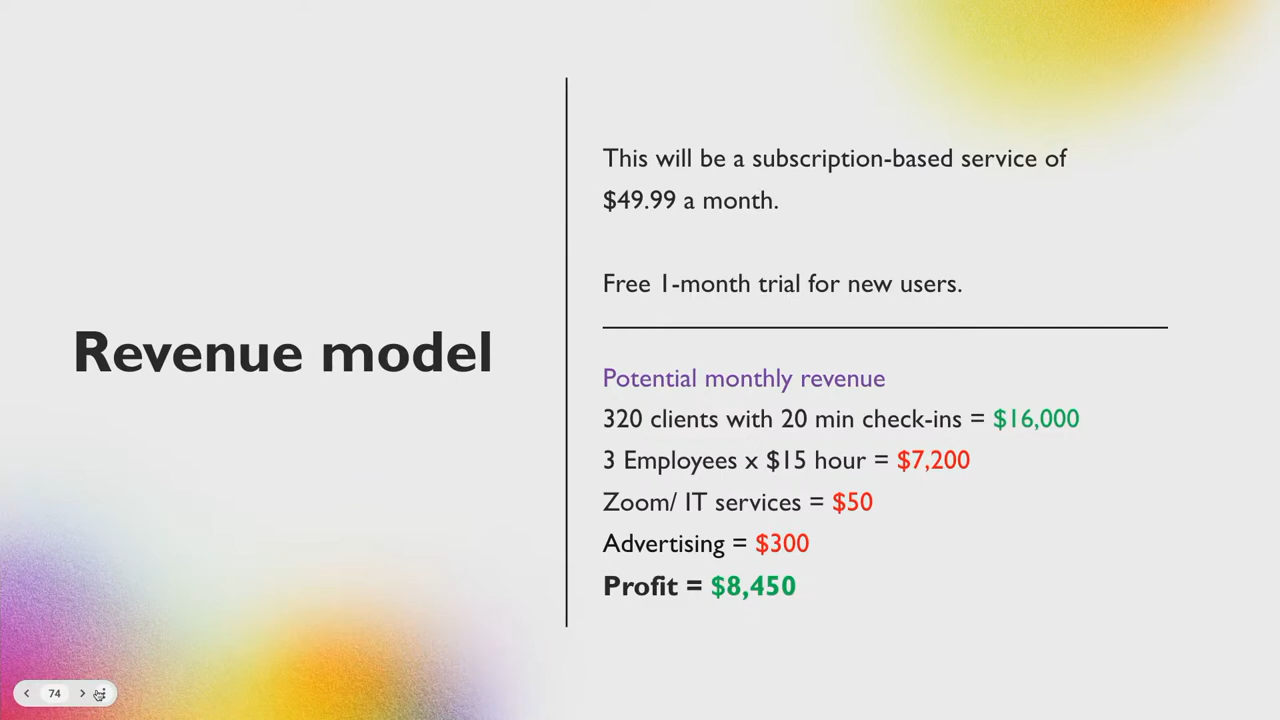 Revenue model
This will be a subscription-based service of
$49.99 a month.
Free 1-month trial for new users.
Potential monthly revenue
320 clients with 20 min check-ins = $16,000
3 Employees x $15 hour = $7,200
Zoom/ IT services = $50
Advertising = $300
Profit = $8,450
74